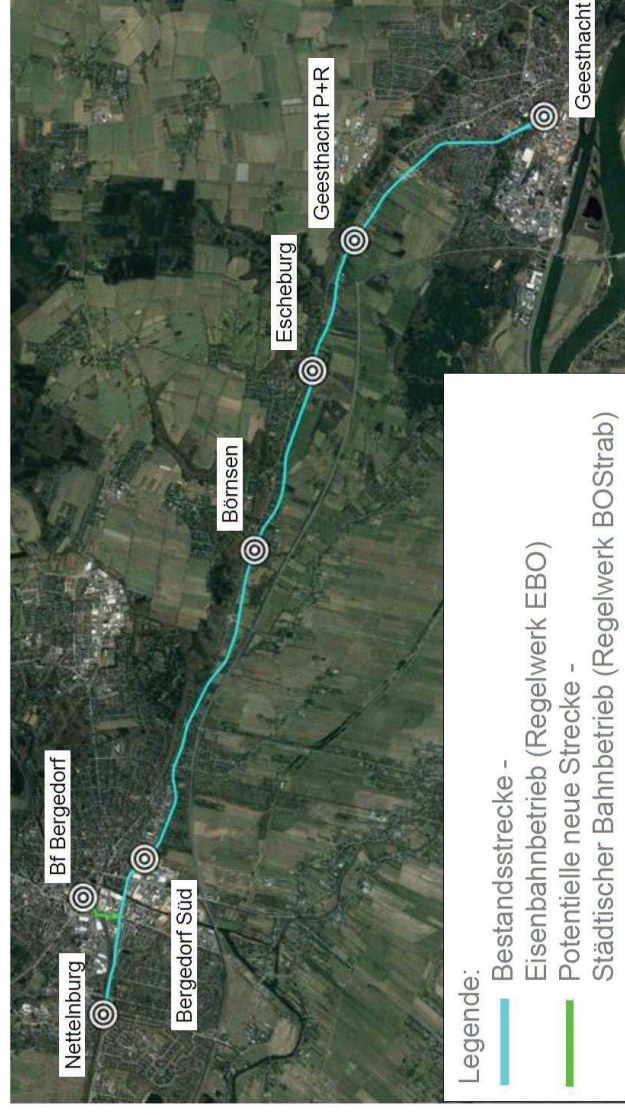 Nettelnburg
Bf Bergedorf
Bergedorf Süd
Börnsen
Escheburg
Geesthacht P+R
Geesthacht
Legende:
Bestandsstrecke -
Eisenbahnbetrieb (Regelwerk EBO)
Potentielle neue Strecke -
Städtischer Bahnbetrieb (Regelwerk BOStrab)